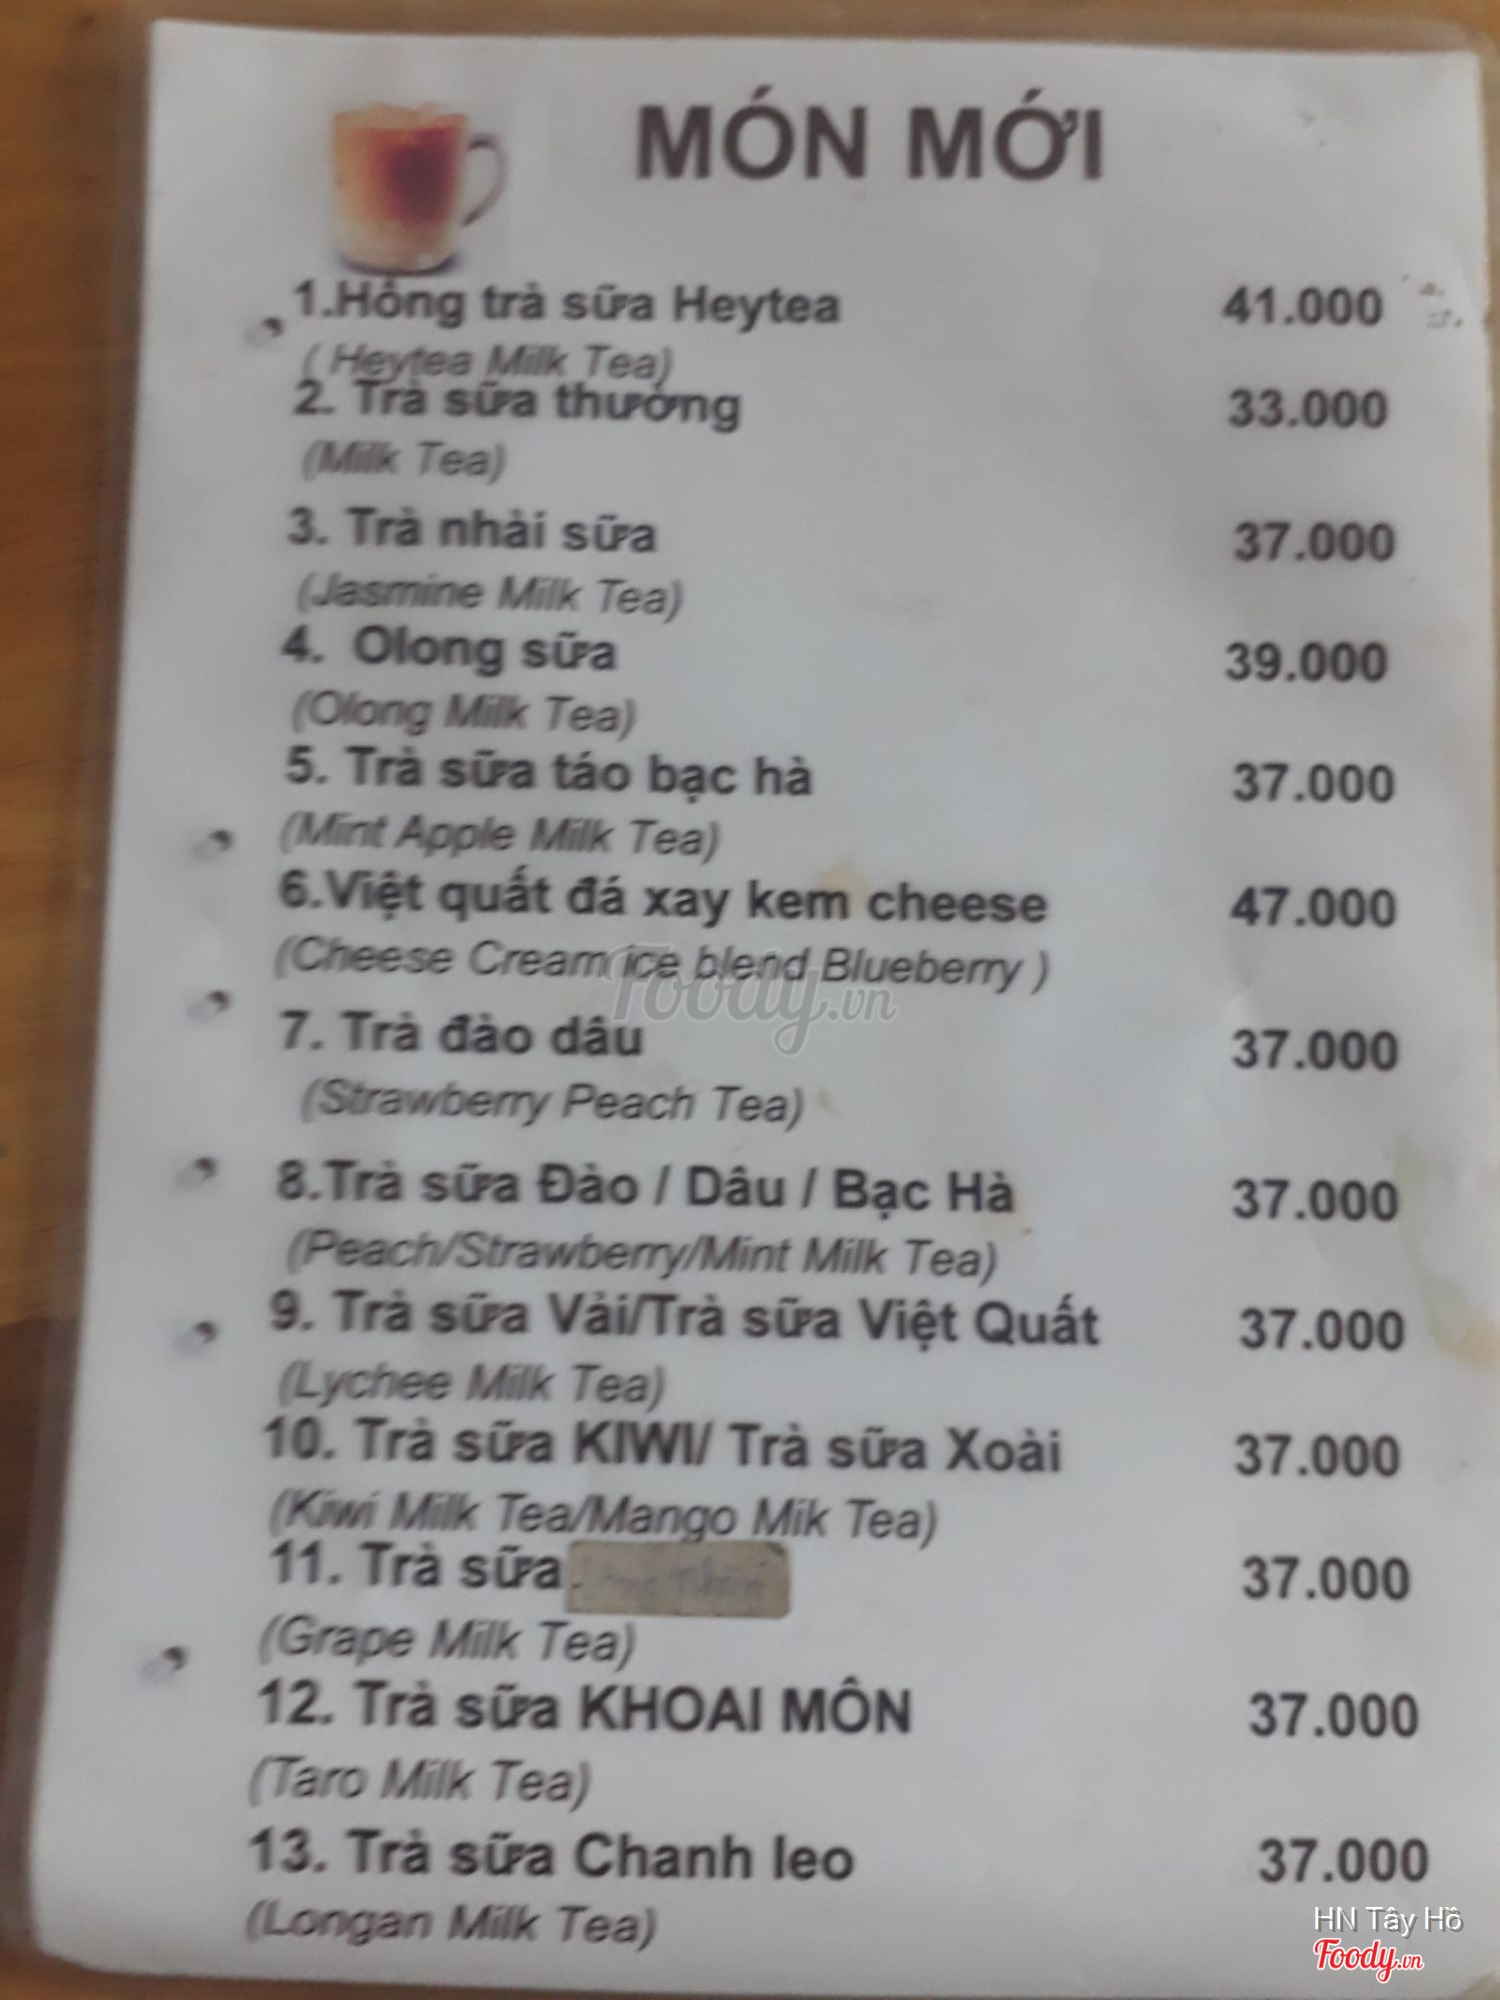 MÓN MỚI
1.Hồng trà sữa Heytea 41.000
( Heytea Milk Tea)
2. Trà sữa thường 33.000
(Milk Tea)
3. Trà nhài sữa 37.000
(Jasmine Milk Tea)
4. Olong sữa 39.000
(Olong Milk Tea)
5. Trà sữa táo bạc hà 37.000
(Mint Apple Milk Tea)
6.Việt quất đá xay kem cheese 47.000
(Cheese Cream ice blend Blueberry )
Foody.vn
7. Trà đào dâu 37.000
(Strawberry Peach Tea)
8.Trà sữa Đào / Dâu / Bạc Hà 37.000
(Peach/Strawberry/Mint Milk Tea)
9. Trà sữa Vải/Trà sữa Việt Quất 37.000
(Lychee Milk Tea)
10. Trà sữa KIWI/ Trà sữa Xoài 37.000
(Kiwi Milk Tea/Mango Mik Tea)
11. Trà sữa 37.000
(Grape Milk Tea)
12. Trà sữa KHOAI MÔN 37.000
(Taro Milk Tea)
13. Trà sữa Chanh leo 37.000
(Longan Milk Tea)
HN Tây Hồ
Foody.vn